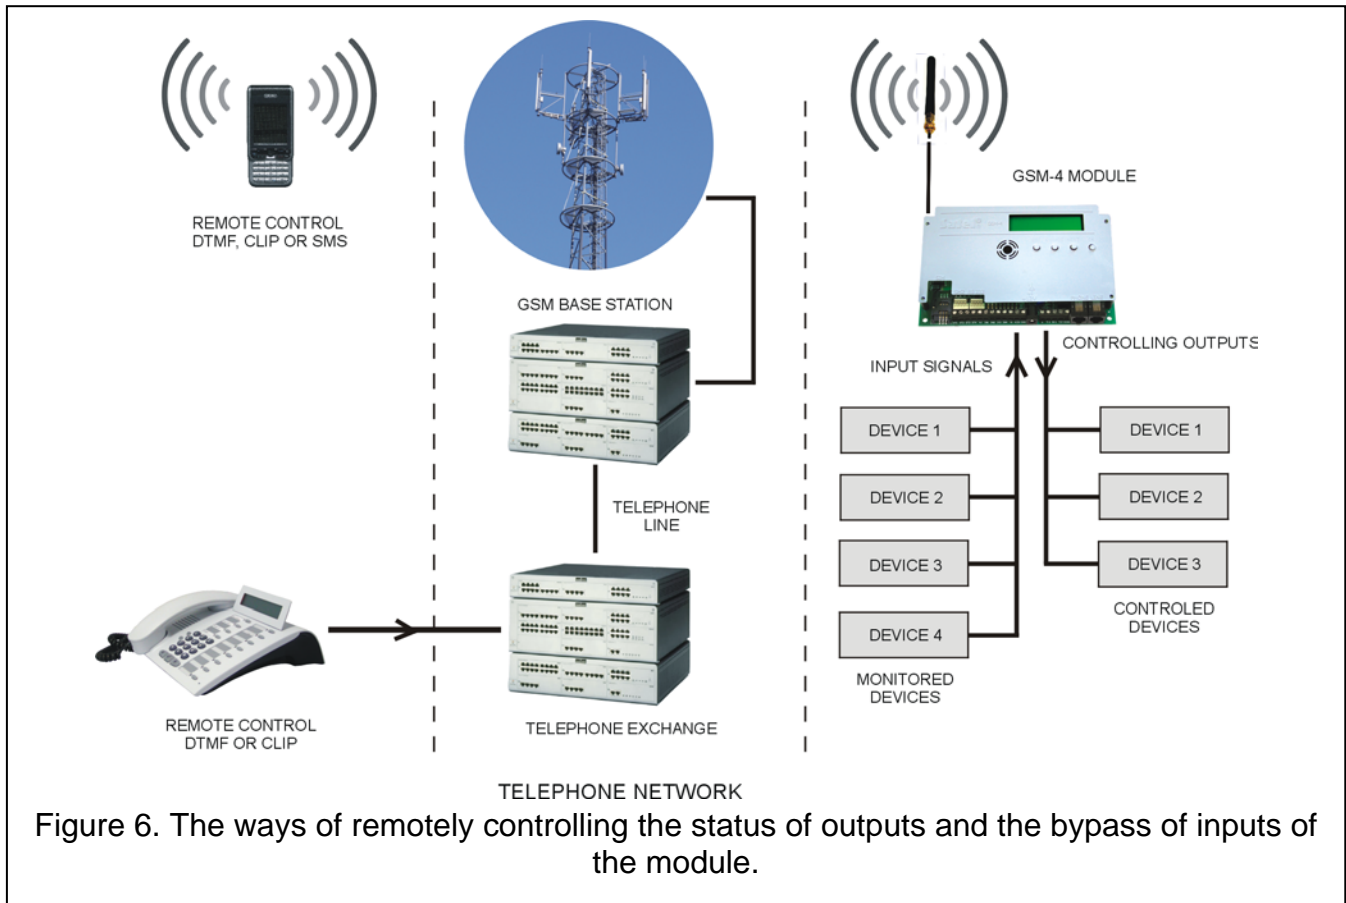 REMOTE CONTROL
DTMF, CLIP OR SMS
GSM BASE STATION
TELEPHONE
LINE
REMOTE CONTROL
DTMF OR CLIP
TELEPHONE EXCHANGE
TELEPHONE NETWORK
GSM-4 MODULE
INPUT SIGNALS
CONTROLLING OUTPUTS
DEVICE 1
DEVICE 2
DEVICE 3
DEVICE 4
MONITORED
DEVICES
DEVICE 1
DEVICE 2
DEVICE 3
CONTROLED
DEVICES
Figure 6. The ways of remotely controlling the status of outputs and the bypass of inputs of
the module.